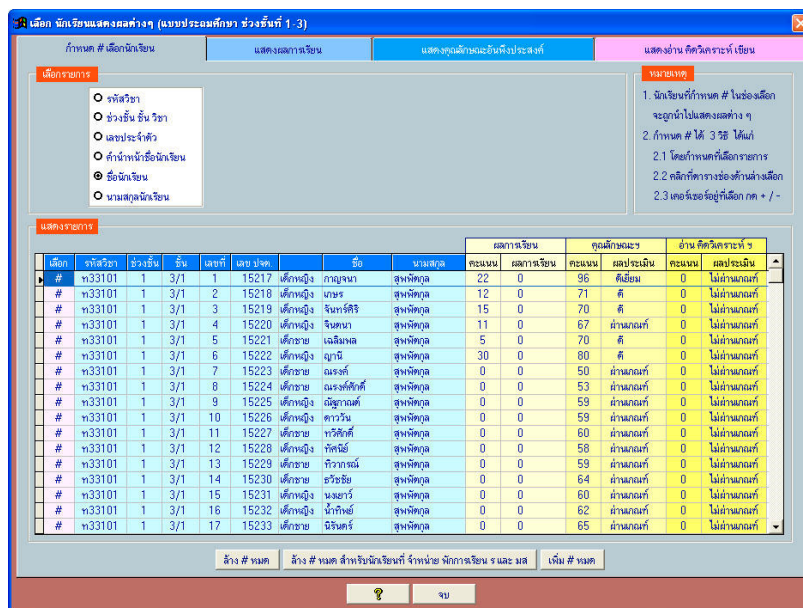 เลือก นักเรียนแสดงผลต่างๆ (แบบประถมศึกษา ช่วงชั้นที่ 1-3)
กำหนด # เลือกนักเรียน แสดงผลการเรียน แสดงคุณลักษณะอันพึงประสงค์ แสดงอ่าน คิดวิเคราะห์ เขียน
เลือกรายการ
รหัสวิชา
ช่วงชั้น ชั้น วิชา
เลขประจำตัว
คำนำหน้าชื่อนักเรียน
ชื่อนักเรียน
นามสกุลนักเรียน
หมายเหตุ
1. นักเรียนที่กำหนด # ในช่องเลือก
จะถูกนำไปแสดงผลต่าง ๆ
2. กำหนด # ได้ 3 วิธี ได้แก่
2.1 โดยกำหนดที่เลือกรายการ
2.2 คลิกที่ตารางช่องด้านล่างเลือก
2.3 เคอร์เซอร์อยู่ที่เลือก กด + / -
แสดงรายการ
ผลการเรียน คุณลักษณะฯ อ่าน คิดวิเคราะห์ ฯ
เลือก รหัสวิชา ช่วงชั้น ชั้น เลขที่ เลข ปจต. ชื่อ นามสกุล คะแนน ผลการเรียน คะแนน ผลประเมิน คะแนน ผลประเมิน
# ท33101 1 3/1 1 15217 เด็กหญิง กาญจนา สุพพัตกุล 22 0 96 ดีเยี่ยม 0 ไม่ผ่านเกณฑ์
# ท33101 1 3/1 2 15218 เด็กหญิง เกษร สุพพัตกุล 12 0 71 ดี 0 ไม่ผ่านเกณฑ์
# ท33101 1 3/1 3 15219 เด็กหญิง จันทร์ศิริ สุพพัตกุล 15 0 70 ดี 0 ไม่ผ่านเกณฑ์
# ท33101 1 3/1 4 15220 เด็กหญิง จินตนา สุพพัตกุล 11 0 67 ผ่านเกณฑ์ 0 ไม่ผ่านเกณฑ์
# ท33101 1 3/1 5 15221 เด็กชาย เฉลิมพล สุพพัตกุล 5 0 70 ดี 0 ไม่ผ่านเกณฑ์
# ท33101 1 3/1 6 15222 เด็กหญิง ญานี สุพพัตกุล 30 0 80 ดี 0 ไม่ผ่านเกณฑ์
# ท33101 1 3/1 7 15223 เด็กชาย ณรงค์ สุพพัตกุล 0 0 50 ผ่านเกณฑ์ 0 ไม่ผ่านเกณฑ์
# ท33101 1 3/1 8 15224 เด็กชาย ณรงค์ศักดิ์ สุพพัตกุล 0 0 53 ผ่านเกณฑ์ 0 ไม่ผ่านเกณฑ์
# ท33101 1 3/1 9 15225 เด็กหญิง ณัฐกาณต์ สุพพัตกุล 0 0 59 ผ่านเกณฑ์ 0 ไม่ผ่านเกณฑ์
# ท33101 1 3/1 10 15226 เด็กหญิง ดาววัน สุพพัตกุล 0 0 59 ผ่านเกณฑ์ 0 ไม่ผ่านเกณฑ์
# ท33101 1 3/1 11 15227 เด็กชาย ทวีศักดิ์ สุพพัตกุล 0 0 60 ผ่านเกณฑ์ 0 ไม่ผ่านเกณฑ์
# ท33101 1 3/1 12 15228 เด็กหญิง ทัศนีย์ สุพพัตกุล 0 0 58 ผ่านเกณฑ์ 0 ไม่ผ่านเกณฑ์
# ท33101 1 3/1 13 15229 เด็กชาย ทิวากรณ์ สุพพัตกุล 0 0 59 ผ่านเกณฑ์ 0 ไม่ผ่านเกณฑ์
# ท33101 1 3/1 14 15230 เด็กชาย ธวัชชัย สุพพัตกุล 0 0 64 ผ่านเกณฑ์ 0 ไม่ผ่านเกณฑ์
# ท33101 1 3/1 15 15231 เด็กหญิง นงเยาว์ สุพพัตกุล 0 0 60 ผ่านเกณฑ์ 0 ไม่ผ่านเกณฑ์
# ท33101 1 3/1 16 15232 เด็กหญิง น้ำทิพย์ สุพพัตกุล 0 0 62 ผ่านเกณฑ์ 0 ไม่ผ่านเกณฑ์
# ท33101 1 3/1 17 15233 เด็กชาย นิรันดร์ สุพพัตกุล 0 0 65 ผ่านเกณฑ์ 0 ไม่ผ่านเกณฑ์
ล้าง # หมด ล้าง # หมด สำหรับนักเรียนที่ จำหน่าย พักการเรียน ร และ มส เพิ่ม # หมด
? จบ